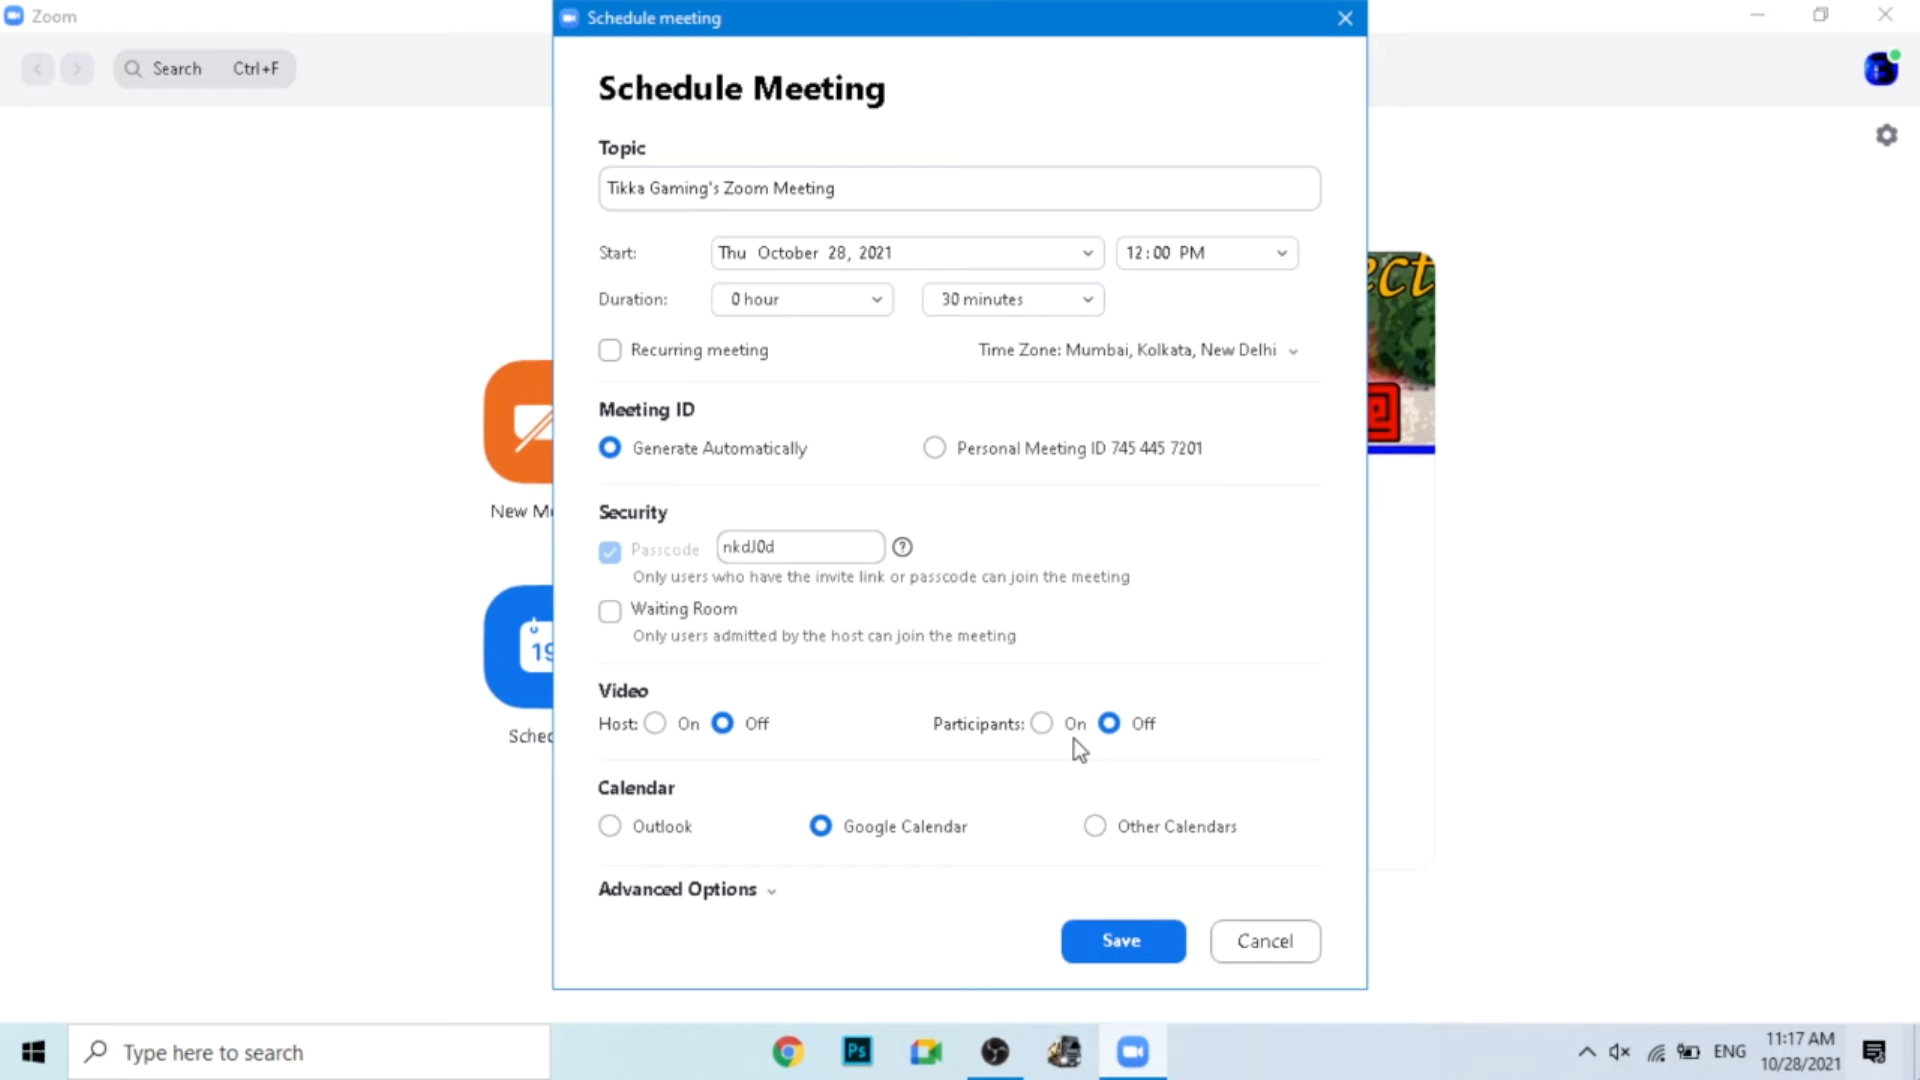 Zoom
Schedule meeting
Search Ctrl+F
Schedule Meeting
Topic
Tikka Gaming's Zoom Meeting
Start: Thu October 28, 2021 12:00 PM
Duration: 0 hour 30 minutes
Recurring meeting Time Zone: Mumbai, Kolkata, New Delhi
Meeting ID
Generate Automatically Personal Meeting ID 745 445 7201
New M
Security
Passcode nkdJ0d
Only users who have the invite link or passcode can join the meeting
Waiting Room
Only users admitted by the host can join the meeting
19
Sched
Video
Host: On Off Participants: On Off
Calendar
Outlook Google Calendar Other Calendars
Advanced Options
Save Cancel
ect
Type here to search
Ps
ENG
11:17 AM
10/28/2021